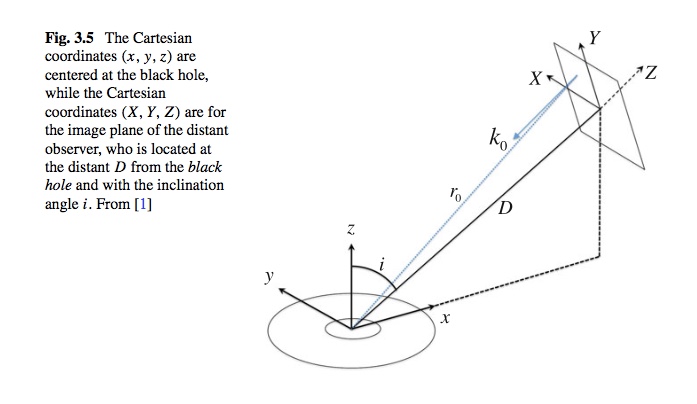 Fig. 3.5 The Cartesian
coordinates (x, y, z) are
centered at the black hole,
while the Cartesian
coordinates (X, Y, Z) are for
the image plane of the distant
observer, who is located at
the distant D from the black
hole and with the inclination
angle i. From [1]
Y
X
Z
k₀
r₀
D
z
i
y
x